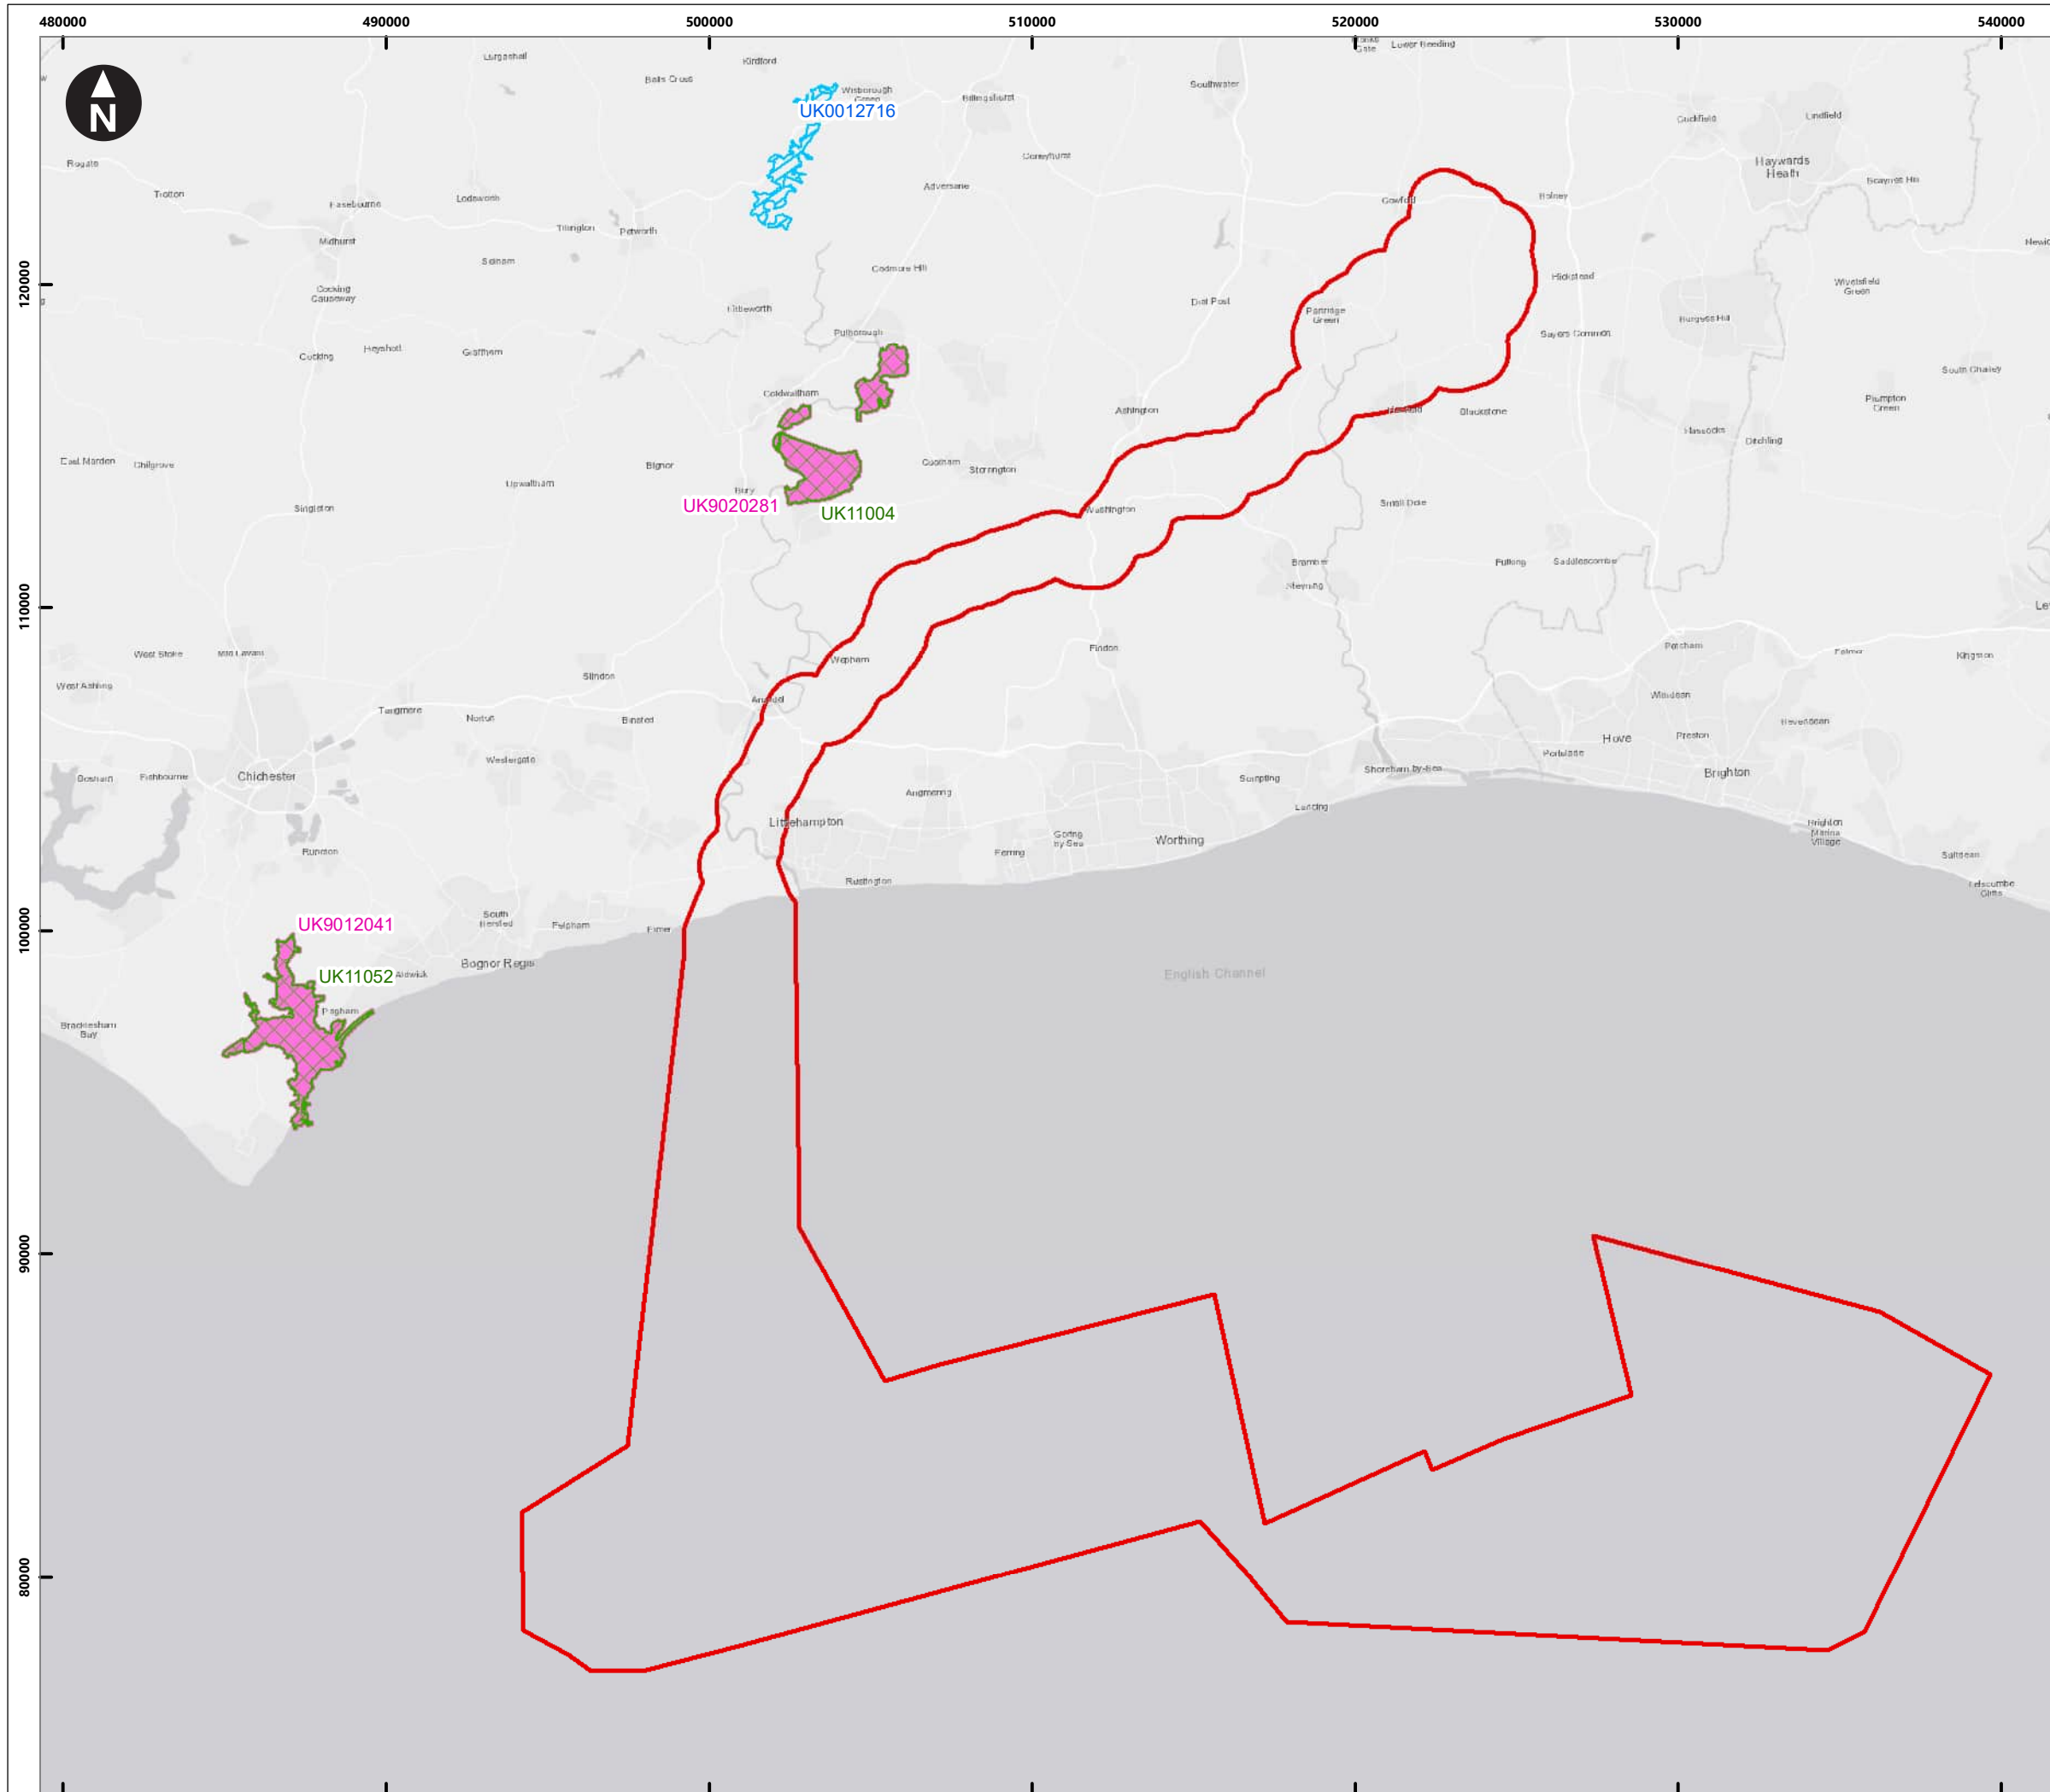 480000 490000 500000 510000 520000 530000 540000
N
Lurgashall
Kirdford
Balls Cross
Wisborough
Green
Billingshurst
Southwater
Gate
Lower Beeding
UK0012716
Cuckfield
Lindfield
Haywards
Heath
Scaynes Hill
Rogate
Trotton
Easebourne
Lodsworth
Coneyhurst
Adversane
Cowfold
Bolney
Midhurst
Tillington
Petworth
Selham
Codmore Hill
Hickstead
Wivelsfield
Green
120000
Cocking
Causeway
Fittleworth
Dial Post
Partridge
Green
Burgess Hill
Pulborough
Sayers Common
Cocking
Heyshott
Graffham
South Chailey
Coldwaltham
Ashington
Henfield
Blackstone
Plumpton
Green
Hassocks
Ditchling
East Marden
Chilgrove
Bignor
Cootham
Storrington
Upwaltham
Bury
UK9020281
UK11004
Singleton
Washington
Small Dole
Bramber
Steyning
Fulking
Saddlescombe
110000
West Stoke
Mid Lavant
Wepham
Findon
Patcham
Falmer
Kingston
West Ashling
Slindon
Arundel
Tangmere
Norton
Binsted
Westdean
Bevendean
Hove
Preston
Portslade
Westergate
Bosham
Fishbourne
Chichester
Angmering
Sompting
Shoreham-by-Sea
Brighton
Lancing
Littlehampton
Goring
by Sea
Worthing
Brighton
Marina
Village
Runcton
Ferring
Saltdean
Rustington
Telscombe
Cliffs
100000
UK9012041
South
Bersted
Felpham
Elmer
UK11052
Aldwick
Bognor Regis
English Channel
Pagham
Bracklesham
Bay
90000
80000